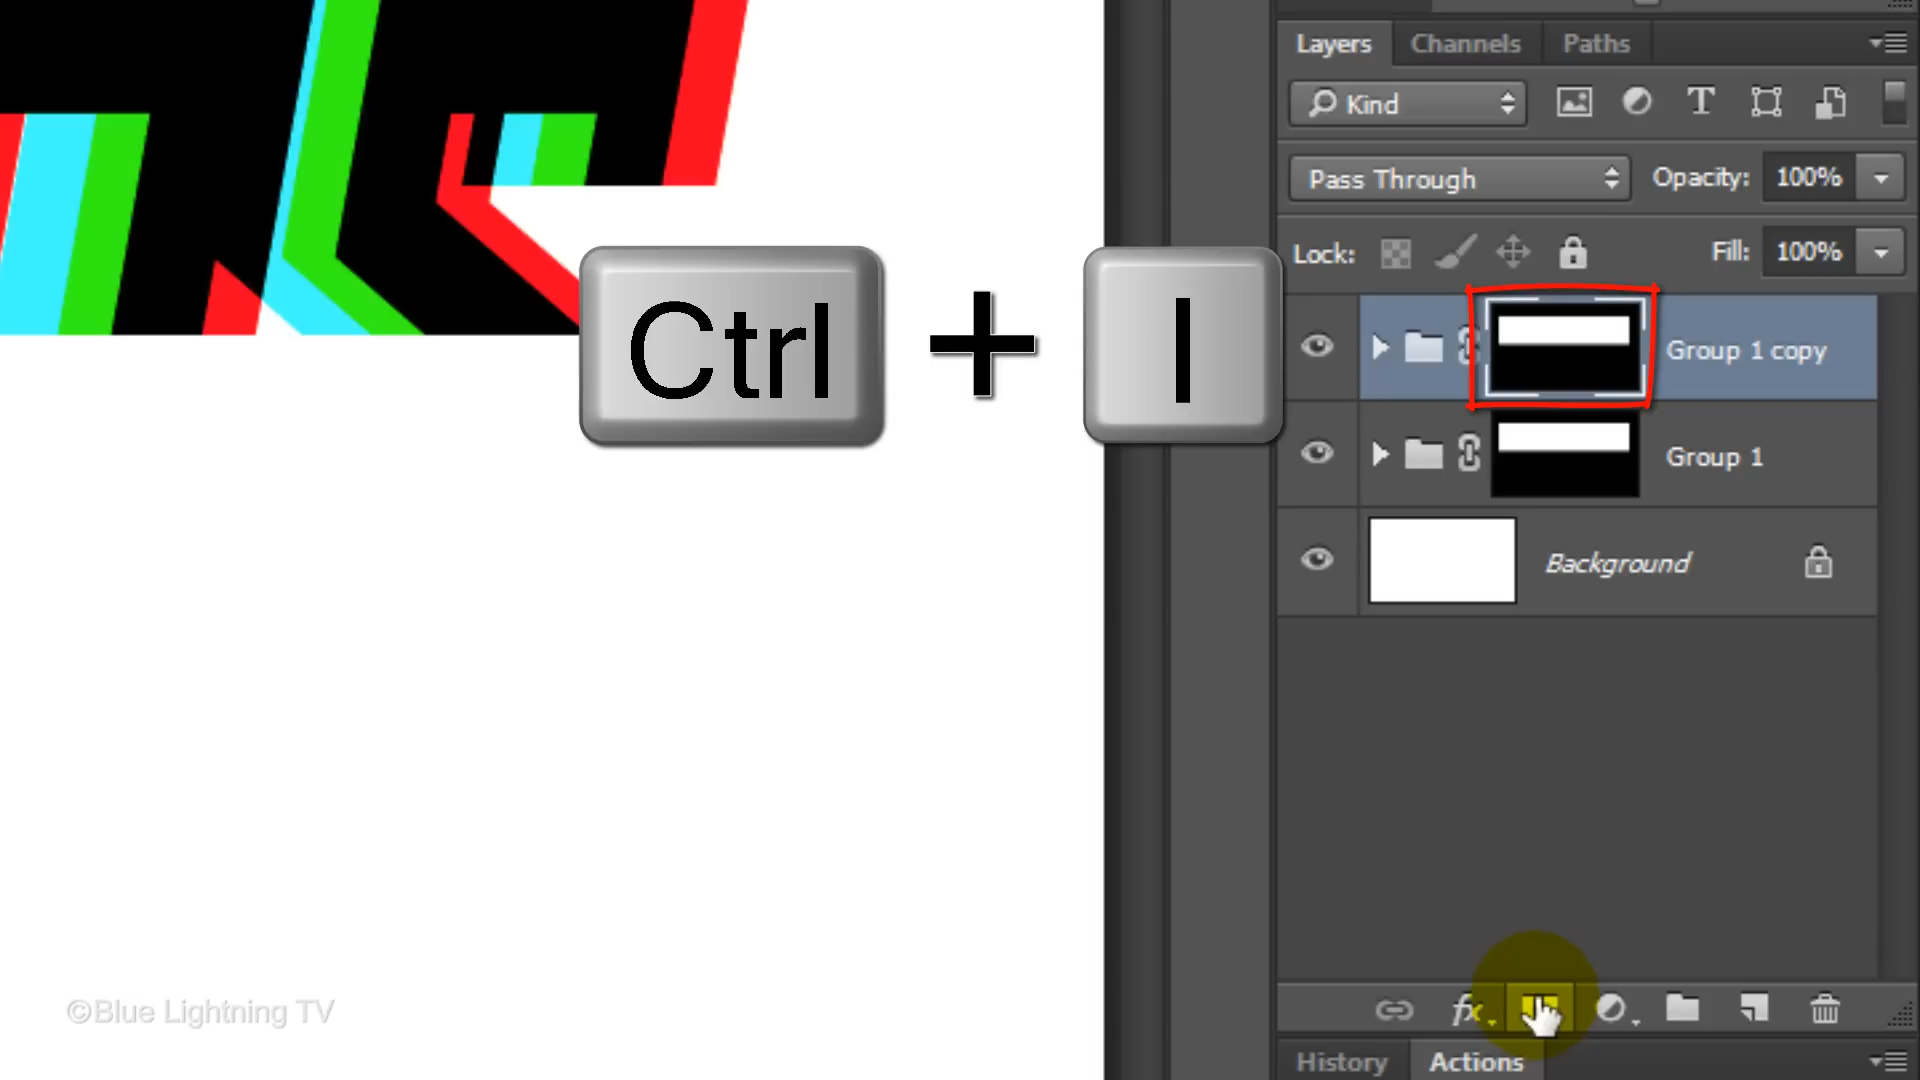 Layers Channels Paths
Kind T
Pass Through Opacity: 100%
Lock: Fill: 100%
Ctrl + I
Group 1 copy
Group 1
Background
©Blue Lightning TV
fx
History Actions